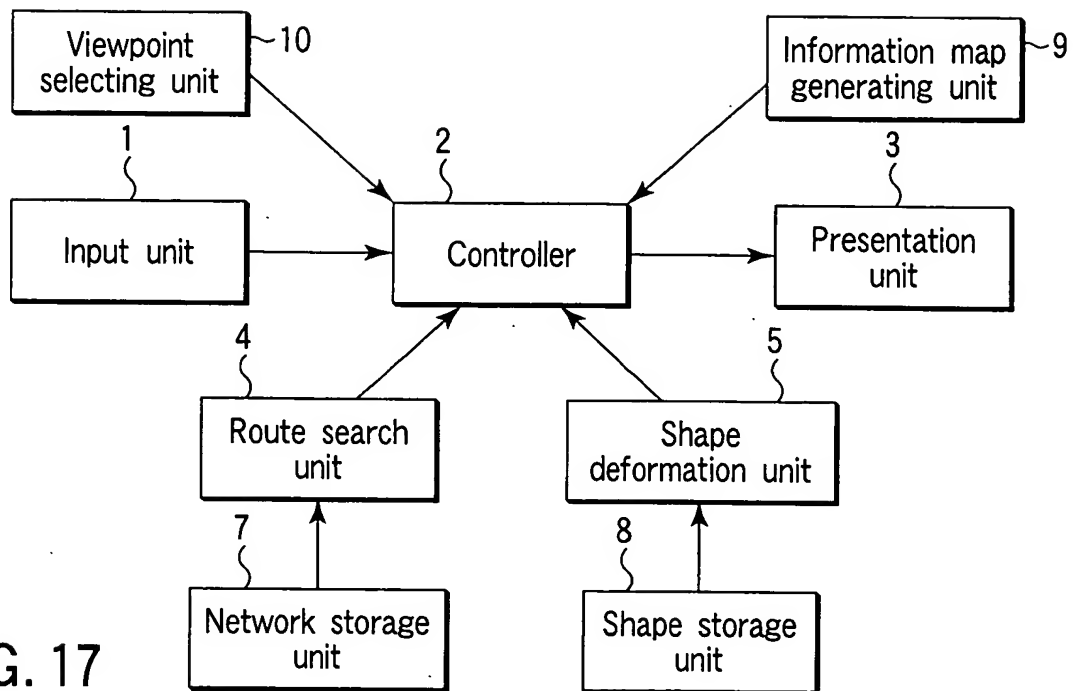 Viewpoint
selecting unit
10
Information map
generating unit
9
1
Input unit
2
Controller
3
Presentation
unit
4
Route search
unit
5
Shape
deformation unit
7
Network storage
unit
8
Shape storage
unit
G. 17